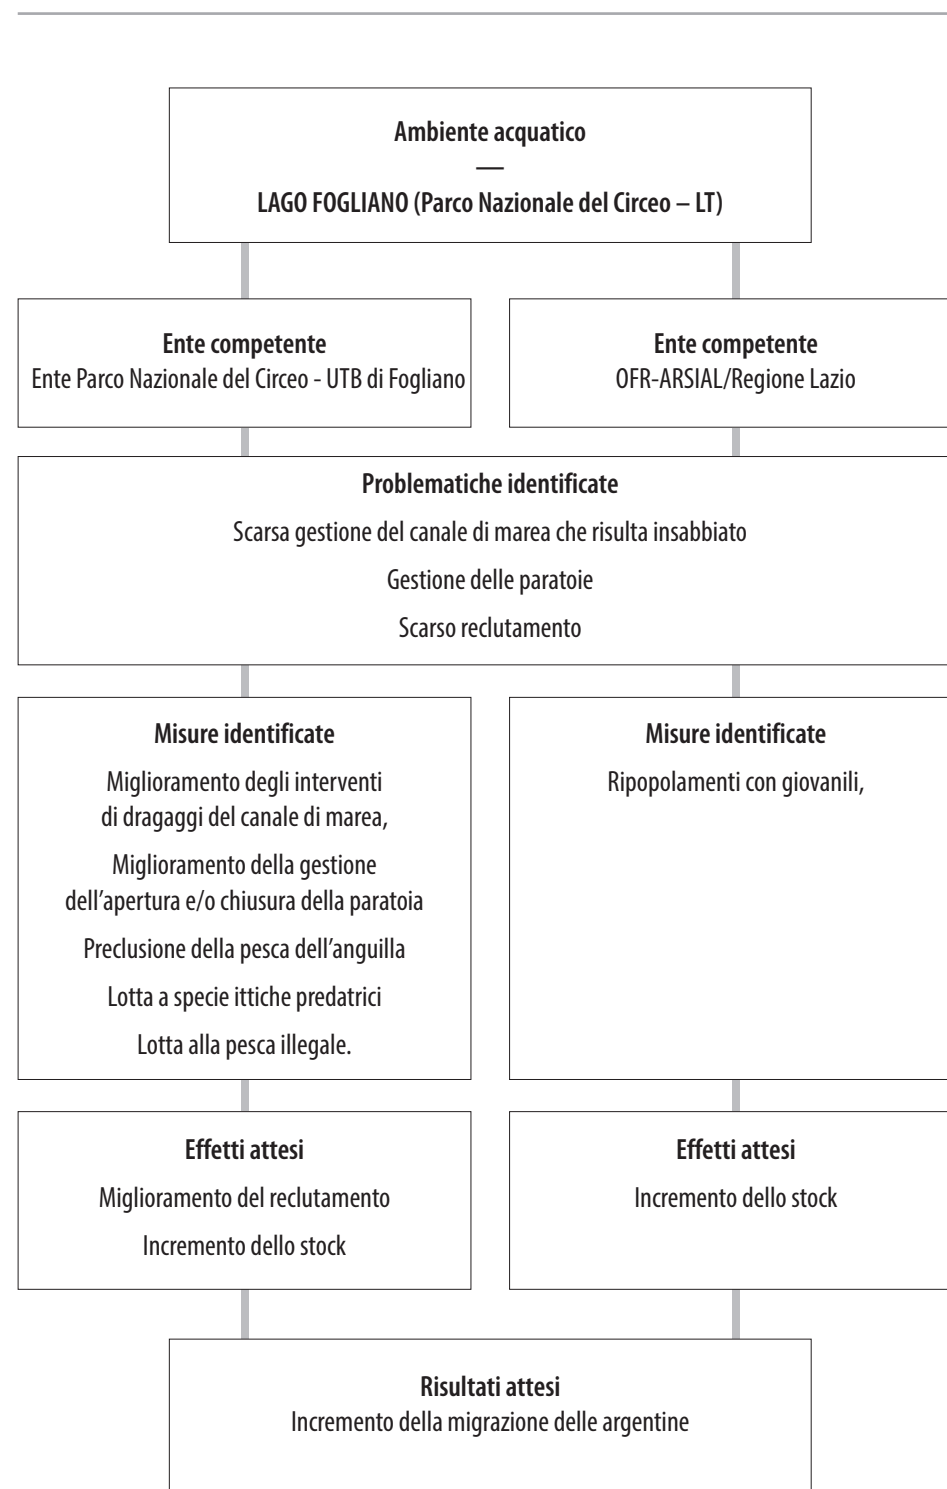 Ambiente acquatico
—
LAGO FOGLIANO (Parco Nazionale del Circeo – LT)
Ente competente
Ente Parco Nazionale del Circeo - UTB di Fogliano
Ente competente
OFR-ARSIAL/Regione Lazio
Problematiche identificate
Scarsa gestione del canale di marea che risulta insabbiato
Gestione delle paratoie
Scarso reclutamento
Misure identificate
Miglioramento degli interventi
di dragaggi del canale di marea,
Miglioramento della gestione
dell'apertura e/o chiusura della paratoia
Preclusione della pesca dell'anguilla
Lotta a specie ittiche predatrici
Lotta alla pesca illegale.
Misure identificate
Ripopolamenti con giovanili,
Effetti attesi
Miglioramento del reclutamento
Incremento dello stock
Effetti attesi
Incremento dello stock
Risultati attesi
Incremento della migrazione delle argentine